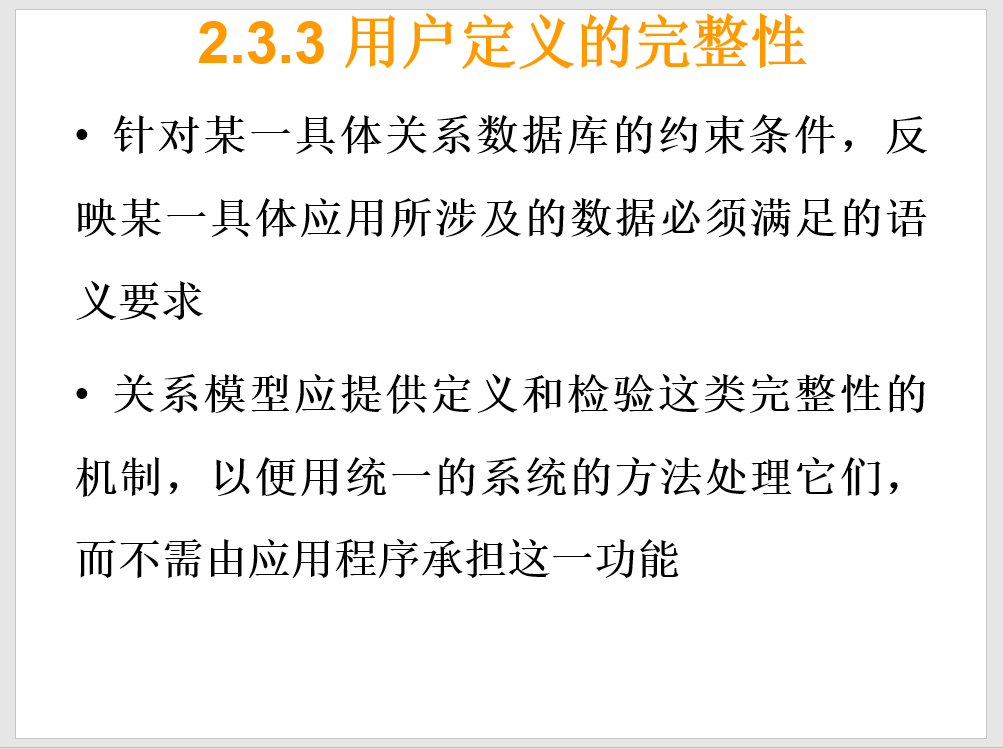 2.3.3 用户定义的完整性
• 针对某一具体关系数据库的约束条件，反
映某一具体应用所涉及的数据必须满足的语
义要求
• 关系模型应提供定义和检验这类完整性的
机制，以便用统一的系统的方法处理它们，
而不需由应用程序承担这一功能